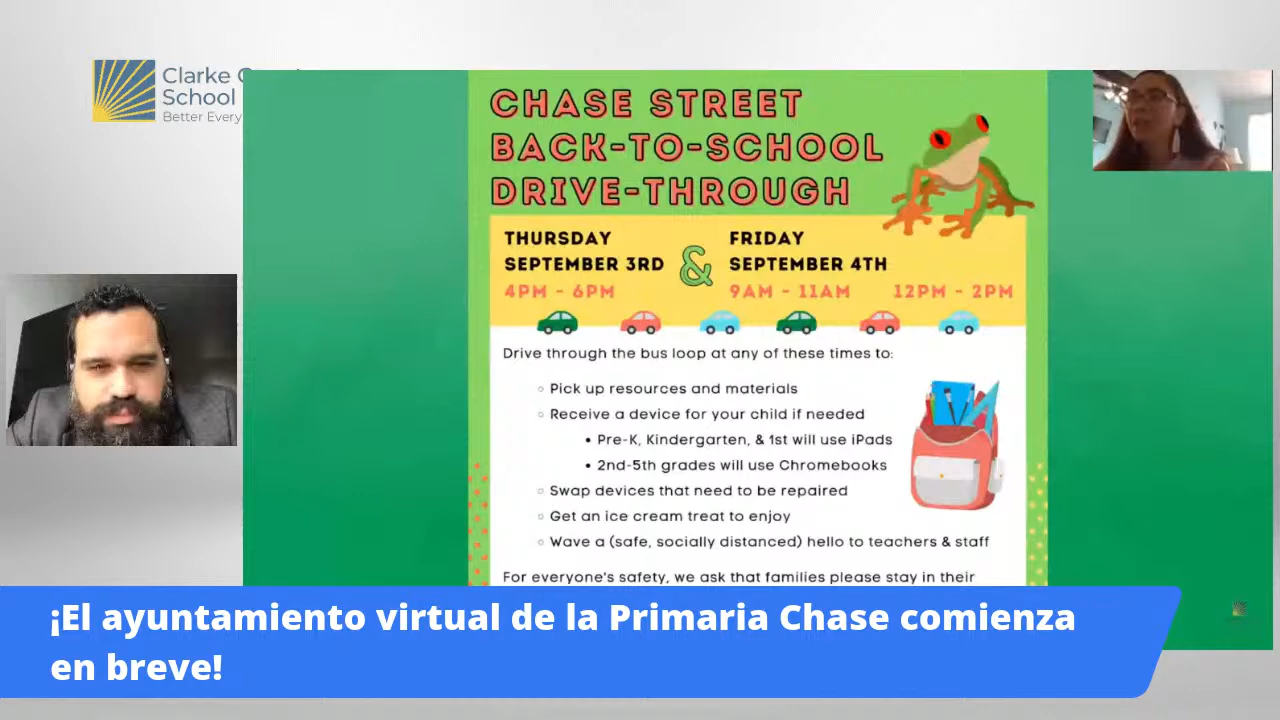 Clarke C
School
Better Every
CHASE STREET
BACK-TO-SCHOOL
DRIVE-THROUGH
THURSDAY
SEPTEMBER 3RD
4PM - 6PM
&
FRIDAY
SEPTEMBER 4TH
9AM - 11AM 12PM - 2PM
Drive through the bus loop at any of these times to:
Pick up resources and materials
Receive a device for your child if needed
Pre-K, Kindergarten, & 1st will use iPads
2nd-5th grades will use Chromebooks
Swap devices that need to be repaired
Get an ice cream treat to enjoy
Wave a (safe, socially distanced) hello to teachers & staff
For everyone's safety, we ask that families please stay in their
¡El ayuntamiento virtual de la Primaria Chase comienza
en breve!